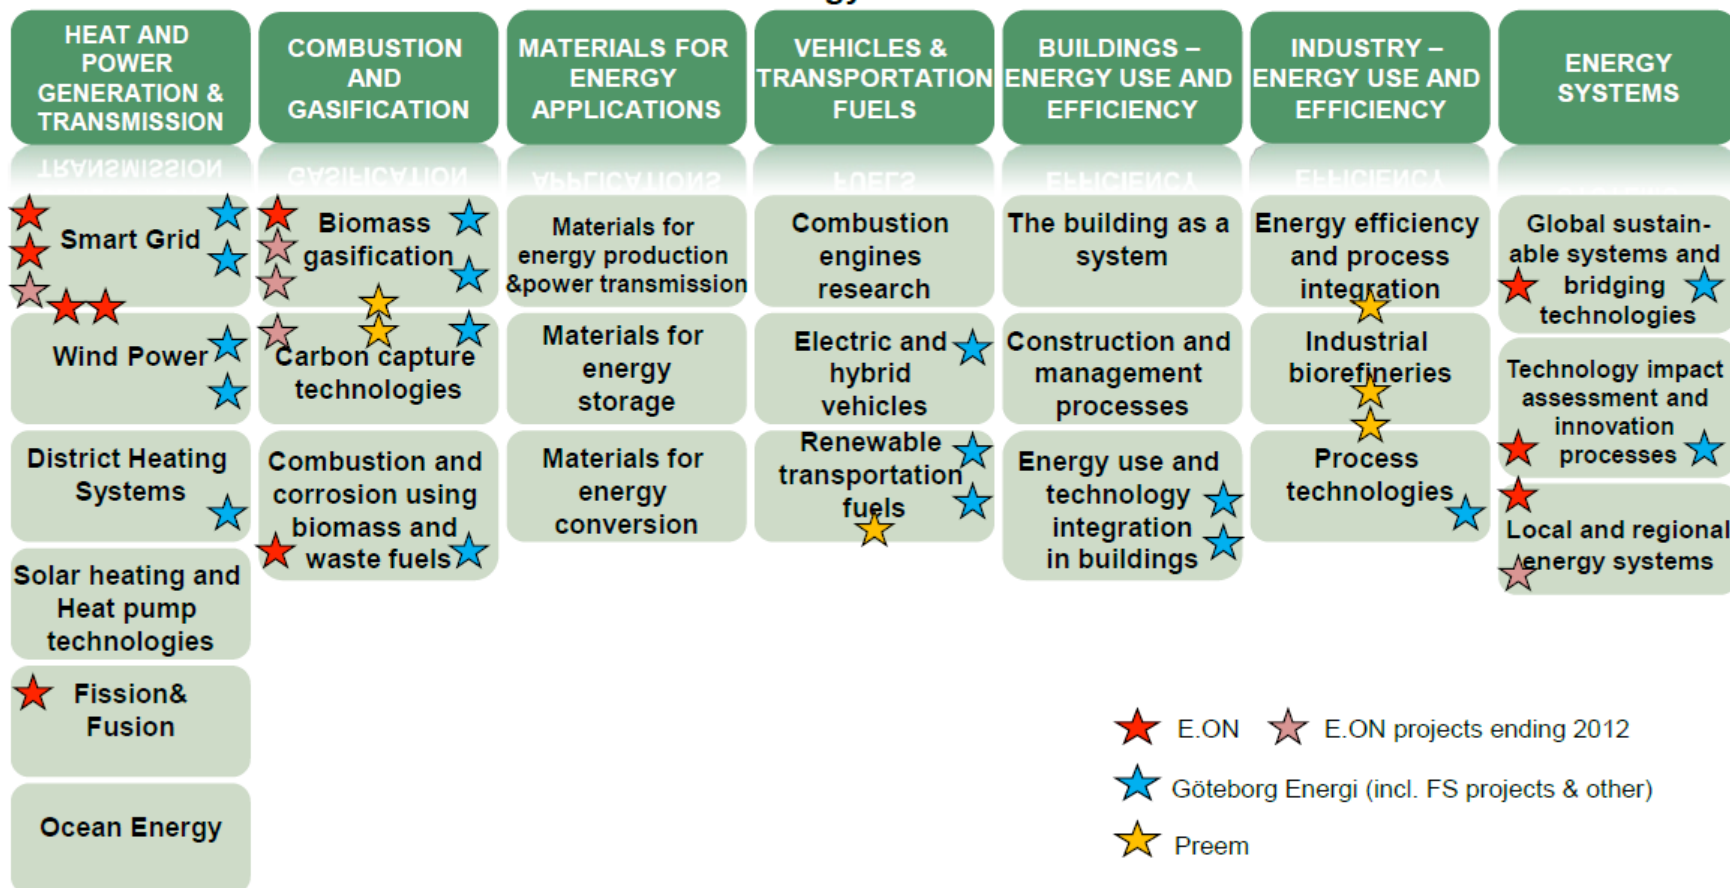 gy
HEAT AND
POWER
GENERATION &
TRANSMISSION
COMBUSTION
AND
GASIFICATION
MATERIALS FOR
ENERGY
APPLICATIONS
VEHICLES &
TRANSPORTATION
FUELS
BUILDINGS –
ENERGY USE AND
EFFICIENCY
INDUSTRY –
ENERGY USE AND
EFFICIENCY
ENERGY
SYSTEMS
Smart Grid
Wind Power
District Heating
Systems
Solar heating and
Heat pump
technologies
Fission&
Fusion
Ocean Energy
Biomass
gasification
Carbon capture
technologies
Combustion and
corrosion using
biomass and
waste fuels
Materials for
energy production
&power transmission
Materials for
energy
storage
Materials for
energy
conversion
Combustion
engines
research
Electric and
hybrid
vehicles
Renewable
transportation
fuels
The building as a
system
Construction and
management
processes
Energy use and
technology
integration
in buildings
Energy efficiency
and process
integration
Industrial
biorefineries
Process
technologies
Global sustain-
able systems and
bridging
technologies
Technology impact
assessment and
innovation
processes
Local and regional
energy systems
E.ON
E.ON projects ending 2012
Göteborg Energi (incl. FS projects & other)
Preem